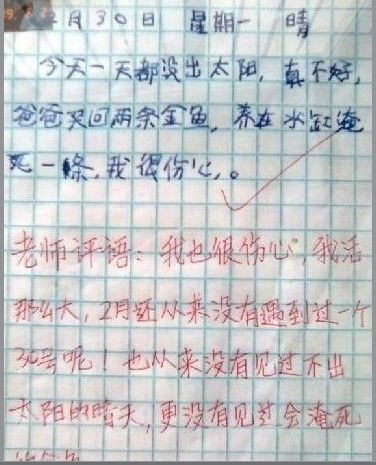 2月30日 星期一 晴
今天一天都没出太阳，真不好，
爸爸买回两条金鱼，养在水缸淹
死一條，我很伤心。
老师评语：我也很伤心，我活
那么大，2月还从来没有遇到过一个
30号呢！也从来没有见过不出
太阳的晴天，更没有见过会淹死